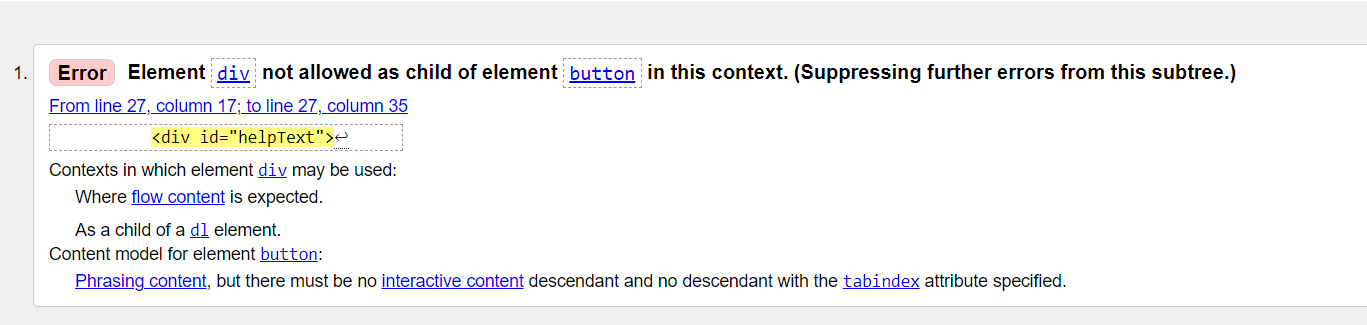 1. Error Element div not allowed as child of element button in this context. (Suppressing further errors from this subtree.)
From line 27, column 17; to line 27, column 35
<div id="helpText">↩
Contexts in which element div may be used:
Where flow content is expected.
As a child of a dl element.
Content model for element button:
Phrasing content, but there must be no interactive content descendant and no descendant with the tabindex attribute specified.